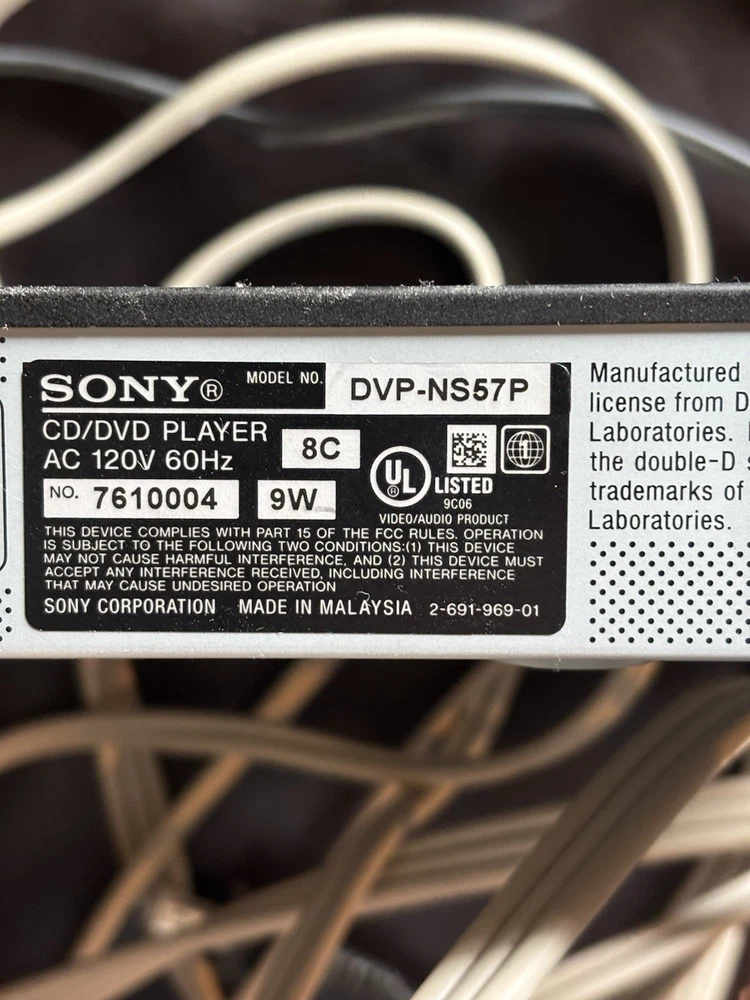 SONY® MODEL NO. DVP-NS57P
CD/DVD PLAYER
AC 120V 60Hz
8C
NO. 7610004
9W
UL ® LISTED
9C06
VIDEO/AUDIO PRODUCT
1
THIS DEVICE COMPLIES WITH PART 15 OF THE FCC RULES. OPERATION
IS SUBJECT TO THE FOLLOWING TWO CONDITIONS:(1) THIS DEVICE
MAY NOT CAUSE HARMFUL INTERFERENCE, AND (2) THIS DEVICE MUST
ACCEPT ANY INTERFERENCE RECEIVED, INCLUDING INTERFERENCE
THAT MAY CAUSE UNDESIRED OPERATION
SONY CORPORATION MADE IN MALAYSIA 2-691-969-01
Manufactured
license from D
Laboratories.
the double-D s
trademarks of
Laboratories.